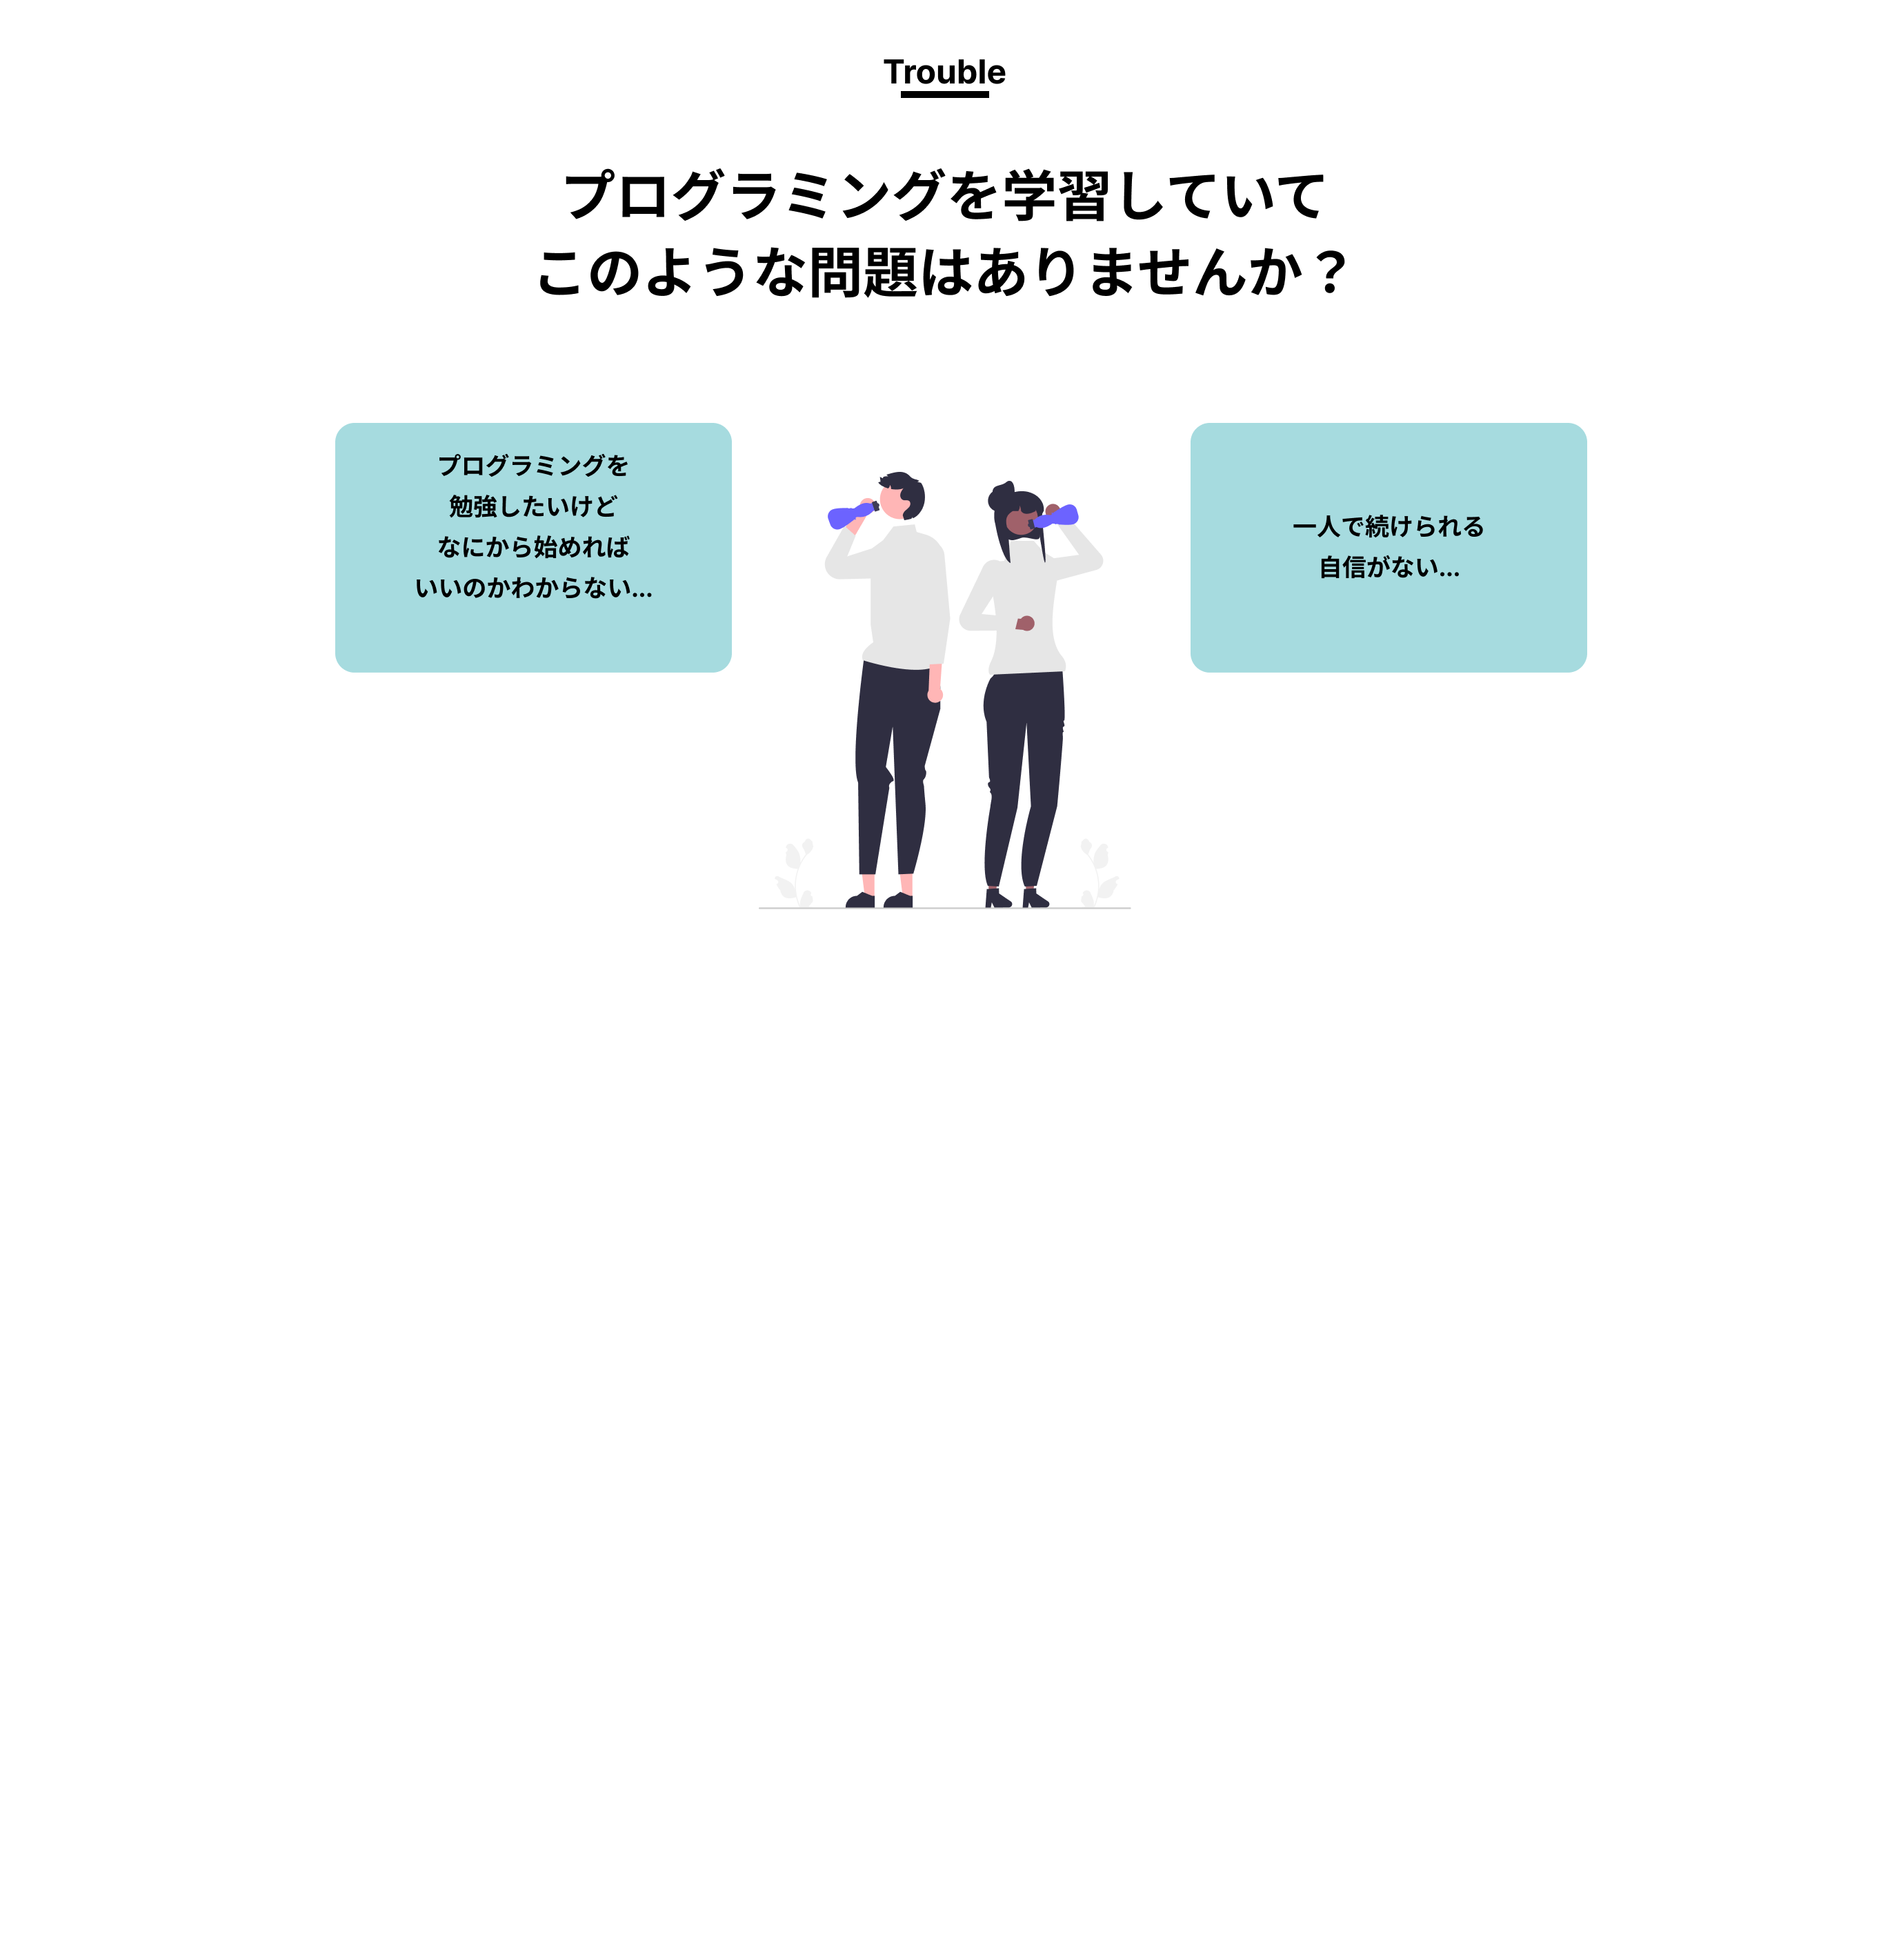 Trouble
プログラミングを学習していて
このような問題はありませんか？
プログラミングを
勉強したいけど
なにから始めれば
いいのかわからない...
一人で続けられる
自信がない...